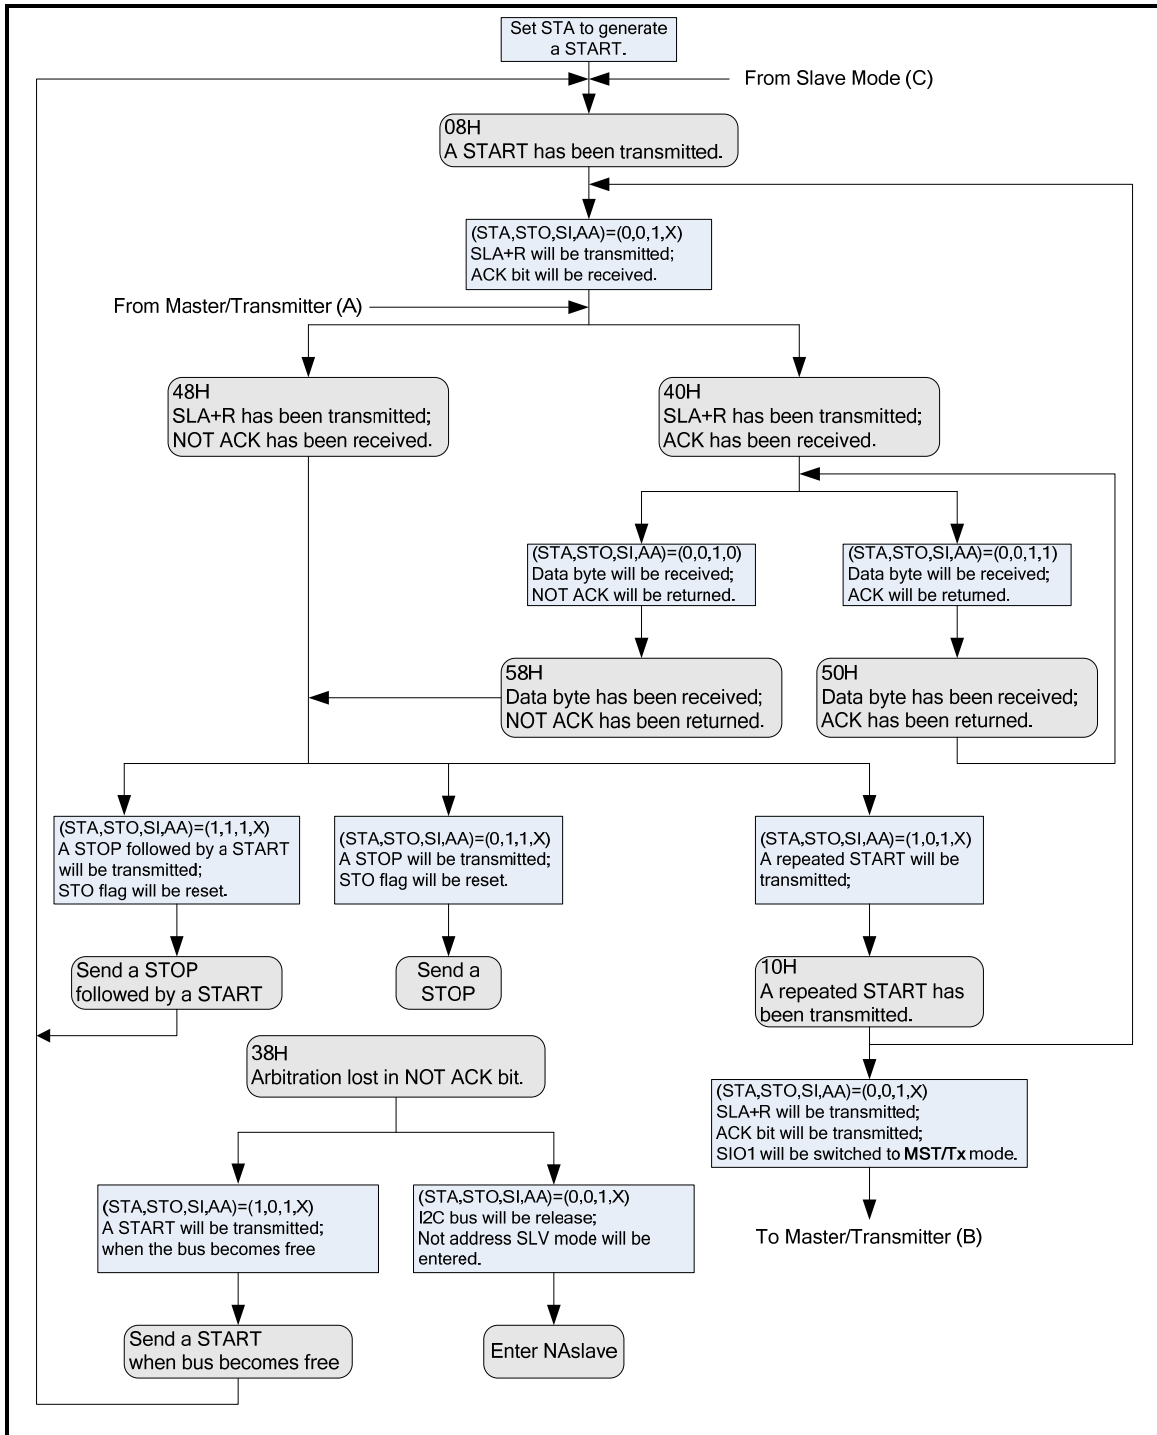 Set STA to generate
a START.
From Slave Mode (C)
08H
A START has been transmitted.
(STA,STO,SI,AA)=(0,0,1,X)
SLA+R will be transmitted;
ACK bit will be received.
From Master/Transmitter (A)
48H
SLA+R has been transmitted;
NOT ACK has been received.
40H
SLA+R has been transmitted;
ACK has been received.
(STA,STO,SI,AA)=(0,0,1,0)
Data byte will be received;
NOT ACK will be returned.
(STA,STO,SI,AA)=(0,0,1,1)
Data byte will be received;
ACK will be returned.
58H
Data byte has been received;
NOT ACK has been returned.
50H
Data byte has been received;
ACK has been returned.
(STA,STO,SI,AA)=(1,1,1,X)
A STOP followed by a START
will be transmitted;
STO flag will be reset.
(STA,STO,SI,AA)=(0,1,1,X)
A STOP will be transmitted;
STO flag will be reset.
(STA,STO,SI,AA)=(1,0,1,X)
A repeated START will be
transmitted;
Send a STOP
followed by a START
Send a
STOP
10H
A repeated START has
been transmitted.
38H
Arbitration lost in NOT ACK bit.
(STA,STO,SI,AA)=(0,0,1,X)
SLA+R will be transmitted;
ACK bit will be transmitted;
SIO1 will be switched to MST/Tx mode.
(STA,STO,SI,AA)=(1,0,1,X)
A START will be transmitted;
when the bus becomes free
(STA,STO,SI,AA)=(0,0,1,X)
I2C bus will be release;
Not address SLV mode will be
entered.
To Master/Transmitter (B)
Send a START
when bus becomes free
Enter NAslave